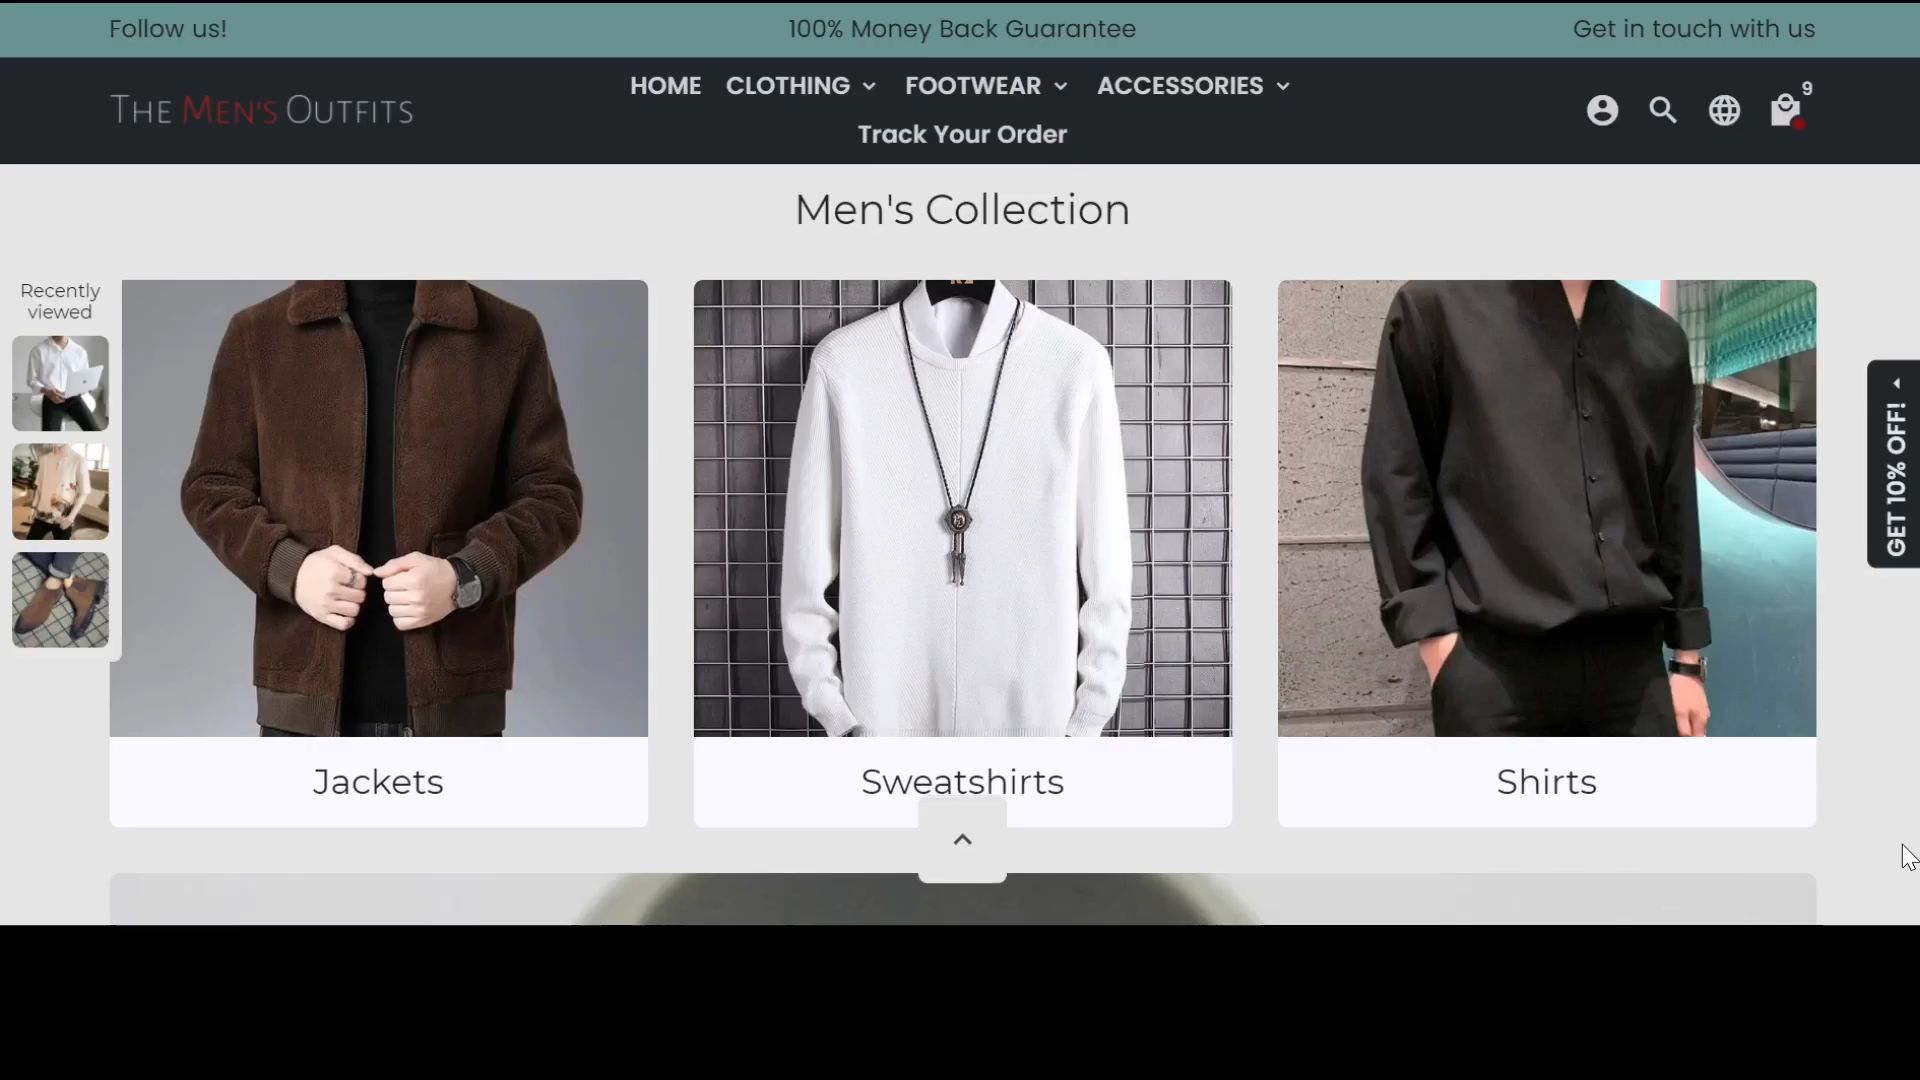 Follow us!
100% Money Back Guarantee
Get in touch with us
THE MEN'S OUTFITS
HOME
CLOTHING
FOOTWEAR
ACCESSORIES
Track Your Order
9
Men's Collection
Recently
viewed
GET 10% OFF!
Jackets
Sweatshirts
Shirts